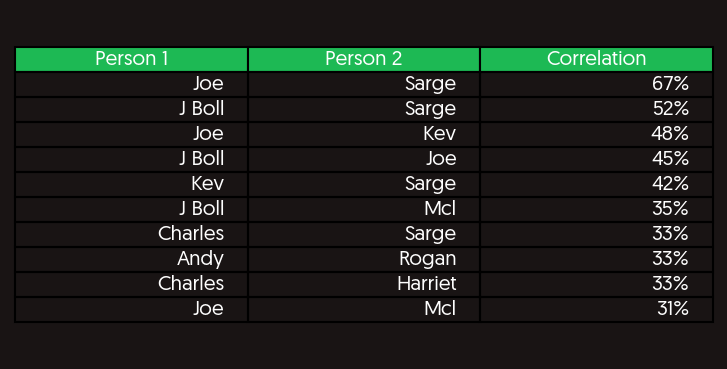 Person 1 Person 2 Correlation
Joe Sarge 67%
J Boll Sarge 52%
Joe Kev 48%
J Boll Joe 45%
Kev Sarge 42%
J Boll Mcl 35%
Charles Sarge 33%
Andy Rogan 33%
Charles Harriet 33%
Joe Mcl 31%